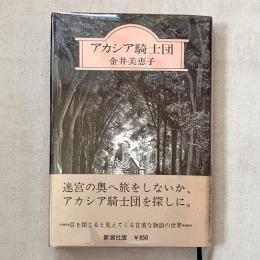 アカシア騎士団
金井美恵子
迷宮の奥へ旅をしないか、
アカシア騎士団を探しに。
目を閉じると見えてくる甘美な物語の世界
新潮社版 ¥850